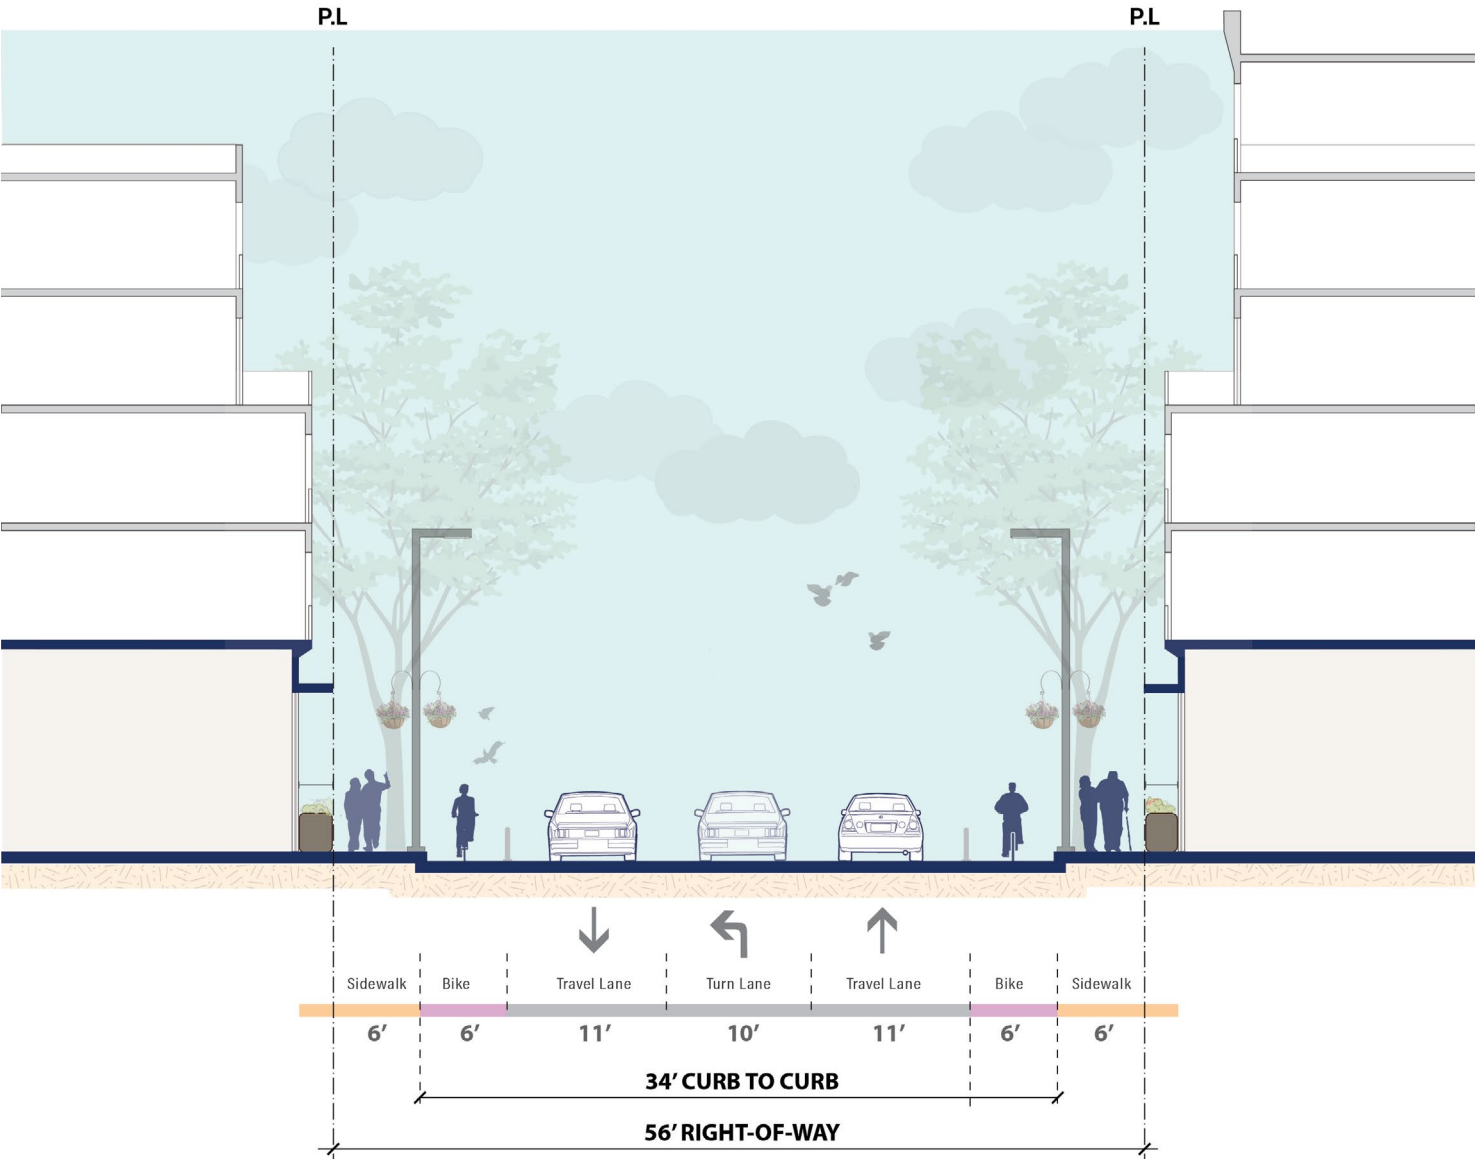 P.L P.L
Sidewalk Bike Travel Lane Turn Lane Travel Lane Bike Sidewalk
6’ 6’ 11’ 10’ 11’ 6’ 6’
34’ CURB TO CURB
56’ RIGHT-OF-WAY